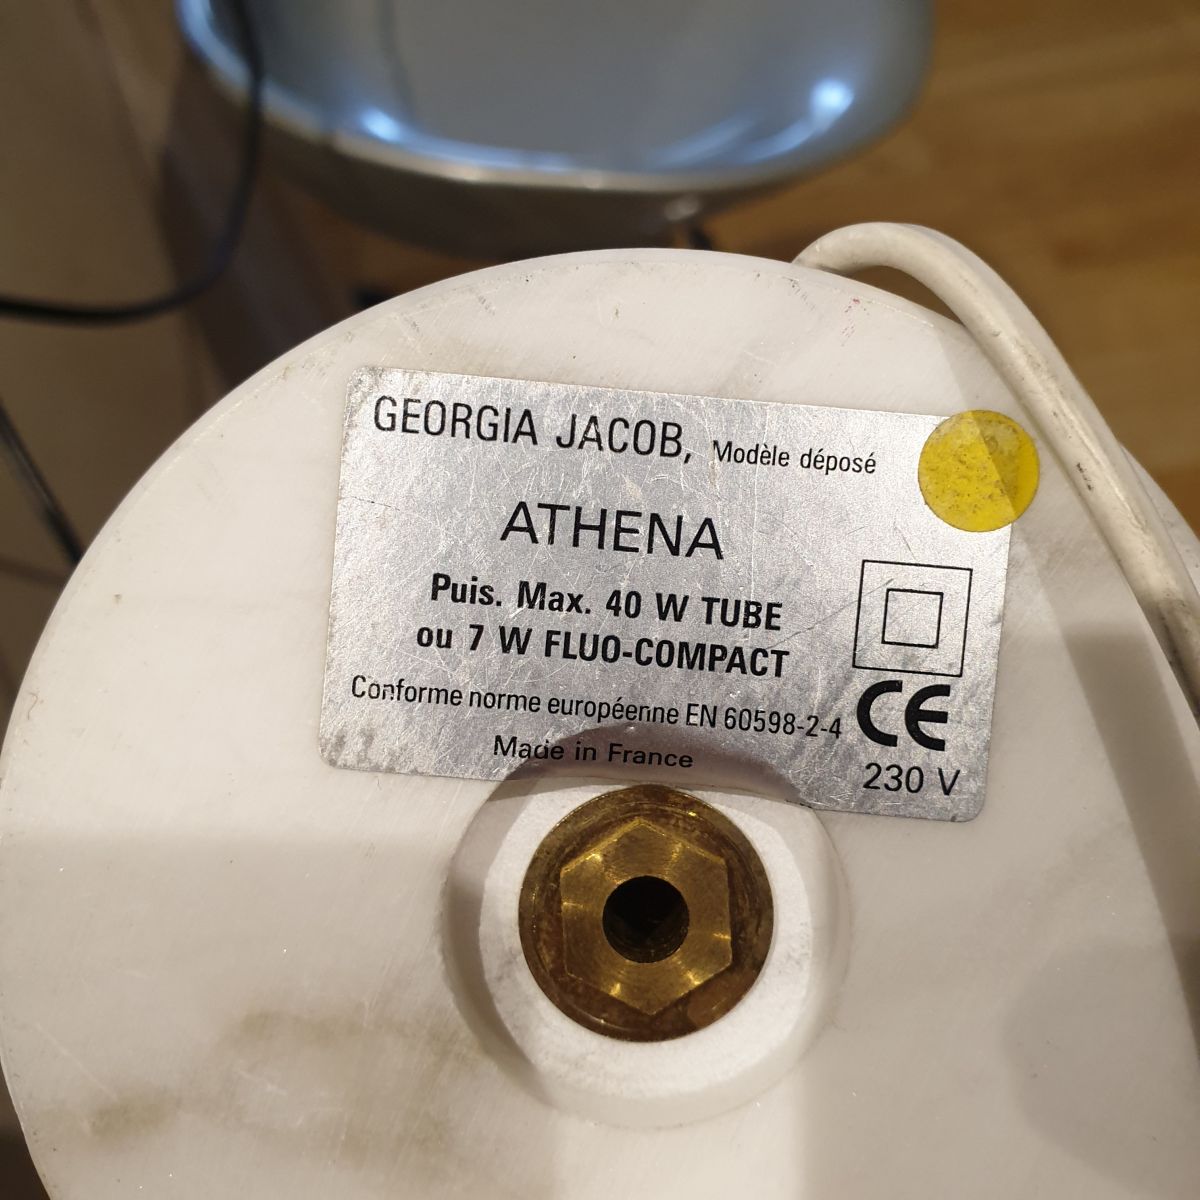 GEORGIA JACOB, Modèle déposé
ATHENA
Puis. Max. 40 W TUBE
ou 7 W FLUO-COMPACT
Conforme norme européenne EN 60598-2-4
CE
Made in France
230 V